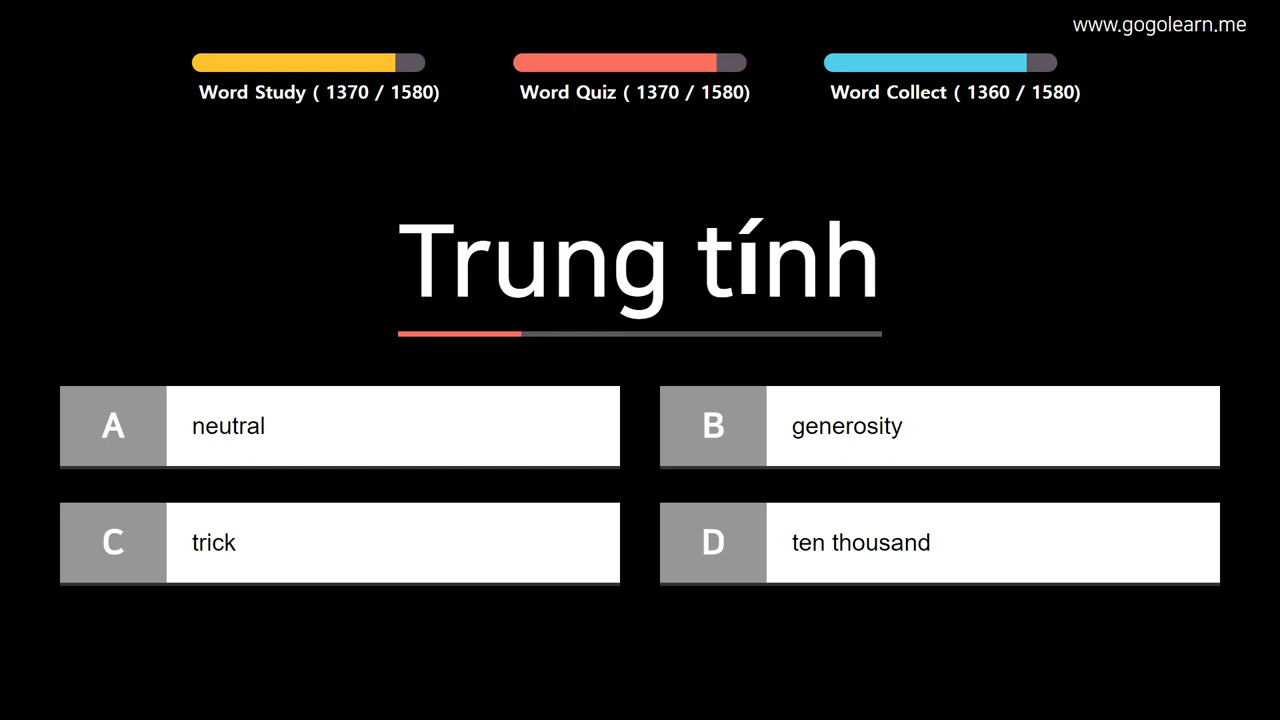 www.gogolearn.me
Word Study ( 1370 / 1580)
Word Quiz ( 1370 / 1580)
Word Collect ( 1360 / 1580)
Trung tính
A neutral
B generosity
C trick
D ten thousand